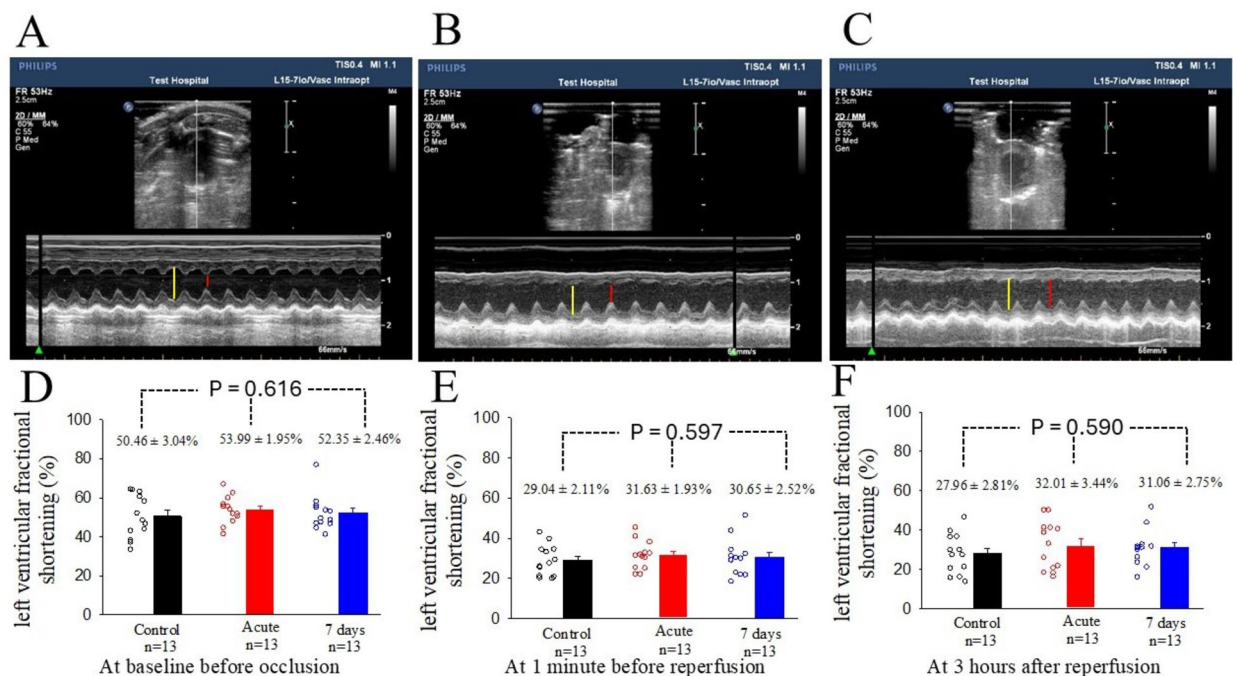 A
PHILIPS
TIS0.4 MI 1.1
Test Hospital
L15-7io/Vasc Intraopt
FR 53Hz
2.5cm
M4
2D / MM
60% 64%
C 55
P Med
Gen
X
0
1
2
66mm/s
B
TIS0.4 MI 1.1
PHILIPS
Test Hospital
L15-7io/Vasc Intraopt
FR 53Hz
2.5cm
M4
2D / MM
60% 64%
C 55
P Med
Gen
X
0
1
2
66mm/s
C
TIS0.4 MI 1.1
PHILIPS
Test Hospital
L15-7io/Vasc Intraopt
FR 53Hz
2.5cm
M4
2D / MM
60% 64%
C 55
P Med
Gen
X
0
1
2
66mm/s
D
P = 0.616
50.46 ± 3.04%
53.99 ± 1.95%
52.35 ± 2.46%
left ventricular fractional
shortening (%)
100
80
60
40
20
0
Control
n=13
Acute
n=13
7 days
n=13
At baseline before occlusion
E
P = 0.597
29.04 ± 2.11%
31.63 ± 1.93%
30.65 ± 2.52%
left ventricular fractional
shortening (%)
100
80
60
40
20
0
Control
n=13
Acute
n=13
7 days
n=13
At 1 minute before reperfusion
F
P = 0.590
27.96 ± 2.81%
32.01 ± 3.44%
31.06 ± 2.75%
left ventricular fractional
shortening (%)
100
80
60
40
20
0
Control
n=13
Acute
n=13
7 days
n=13
At 3 hours after reperfusion